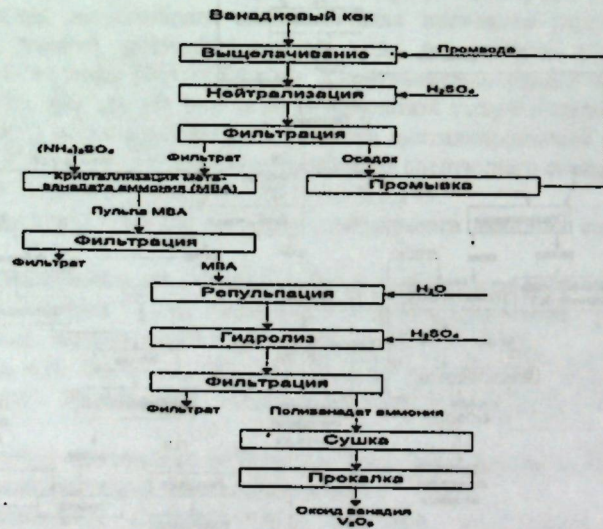 Ванадиевый кек
Выщелачивание
Промвода
Нейтрализация
H₂SO₄
Фильтрация
(NH₄)₂SO₄
Фильтрат
Осадок
Кристаллизация мета-
ванадата аммония (МВА)
Промывка
Пульпа МВА
Фильтрация
Фильтрат
МВА
Репульпация
H₂O
Гидролиз
H₂SO₄
Фильтрация
Фильтрат
Поливанадат аммония
Сушка
Прокалка
Оксид ванадия
V₂O₅